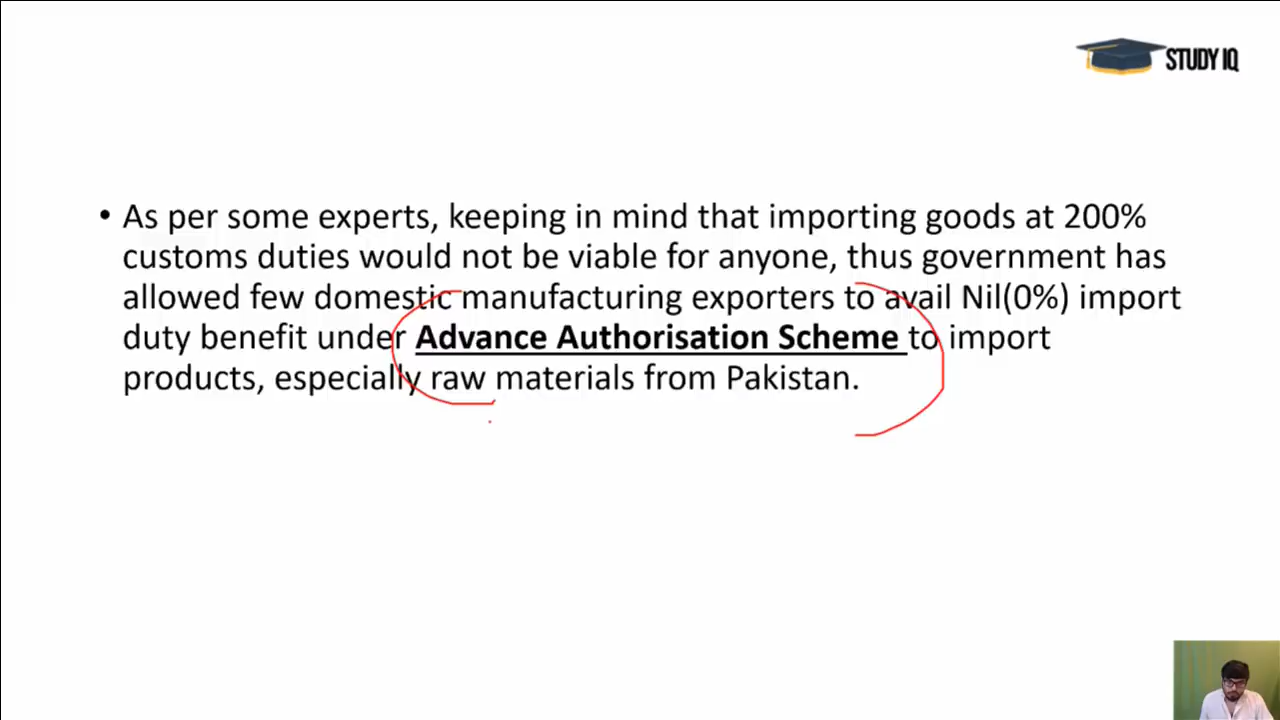 STUDY IQ
• As per some experts, keeping in mind that importing goods at 200%
customs duties would not be viable for anyone, thus government has
allowed few domestic manufacturing exporters to avail Nil(0%) import
duty benefit under Advance Authorisation Scheme to import
products, especially raw materials from Pakistan.